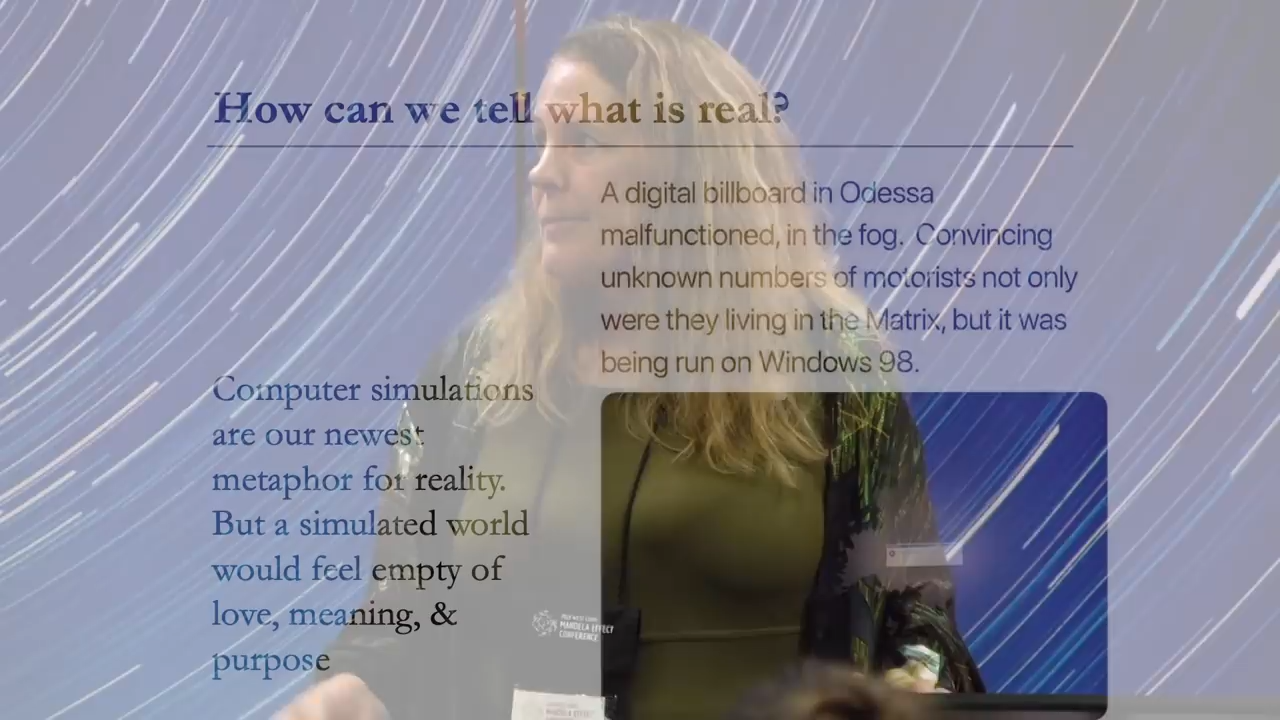 How can we tell what is real?
A digital billboard in Odessa
malfunctioned, in the fog. Convincing
unknown numbers of motorists not only
were they living in the Matrix, but it was
being run on Windows 98.
Computer simulations
are our newest
metaphor for reality.
But a simulated world
would feel empty of
love, meaning, &
purpose
MANDELA EFFECT
CONFERENCE
MANDELA EFFECT